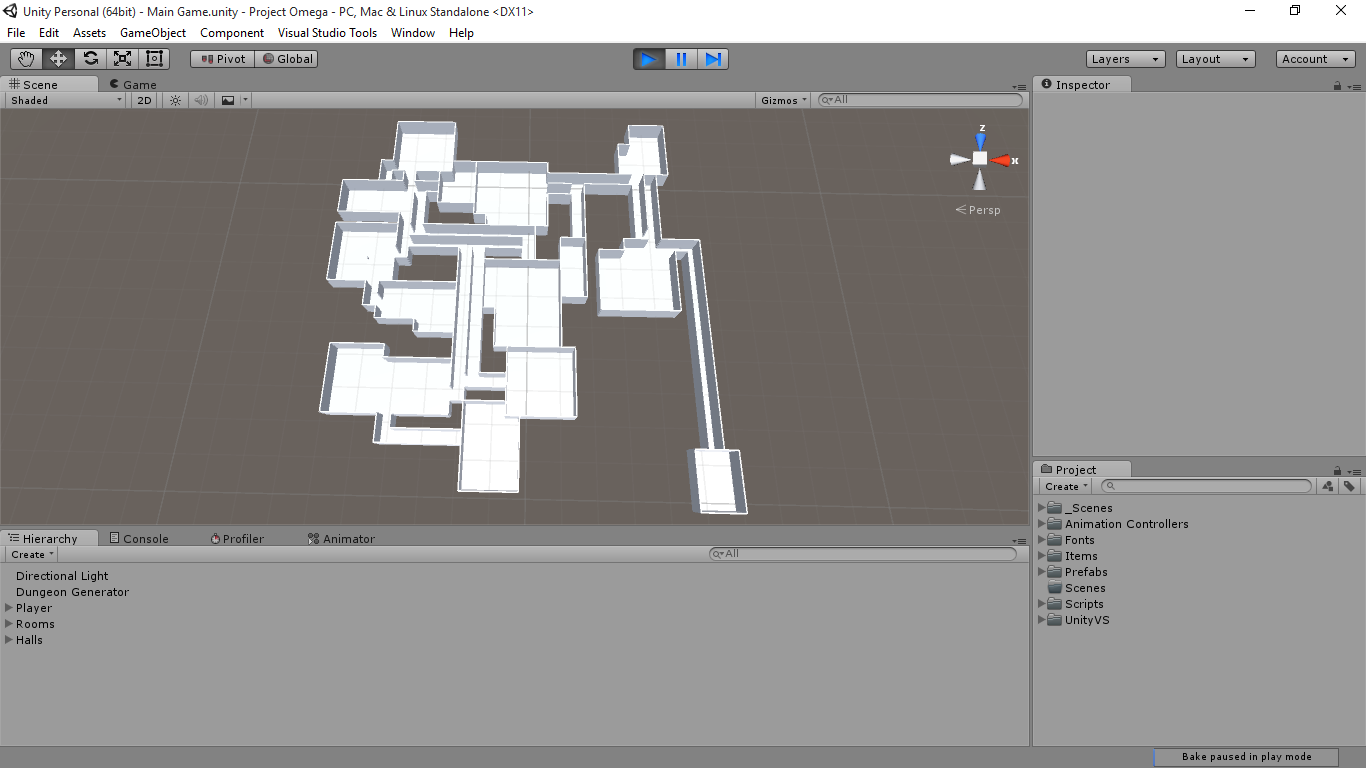 Unity Personal (64bit) - Main Game.unity - Project Omega - PC, Mac & Linux Standalone <DX11>
File Edit Assets GameObject Component Visual Studio Tools Window Help
Pivot Global Layers Layout Account
Scene Game Inspector
Shaded 2D Gizmos All
z
x
Persp
Project
Create
_Scenes
Animation Controllers
Fonts
Items
Prefabs
Scenes
Scripts
UnityVS
Hierarchy Console Profiler Animator
Create All
Directional Light
Dungeon Generator
Player
Rooms
Halls
Bake paused in play mode